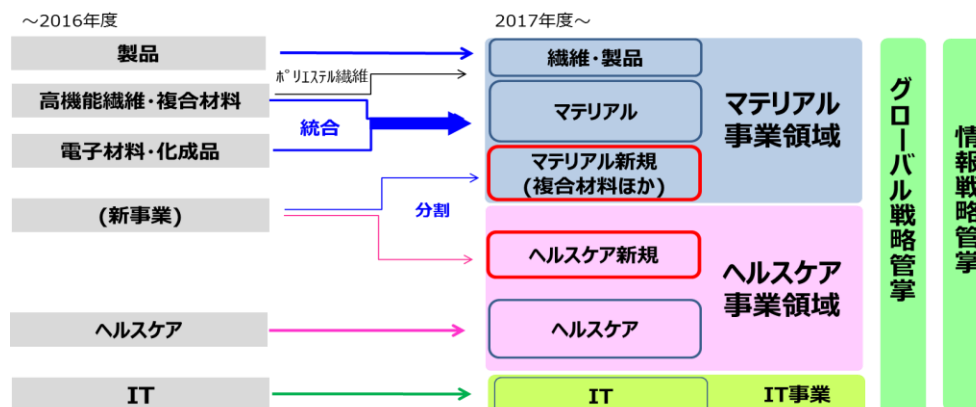 ～2016年度
2017年度～
製品
ﾎﾟﾘｴｽﾃﾙ繊維
高機能繊維・複合材料
統合
電子材料・化成品
(新事業)
分割
ヘルスケア
IT
繊維・製品
マテリアル
マテリアル新規
(複合材料ほか)
マテリアル
事業領域
ヘルスケア新規
ヘルスケア
ヘルスケア
事業領域
IT
IT事業
グローバル戦略管掌
情報戦略管掌